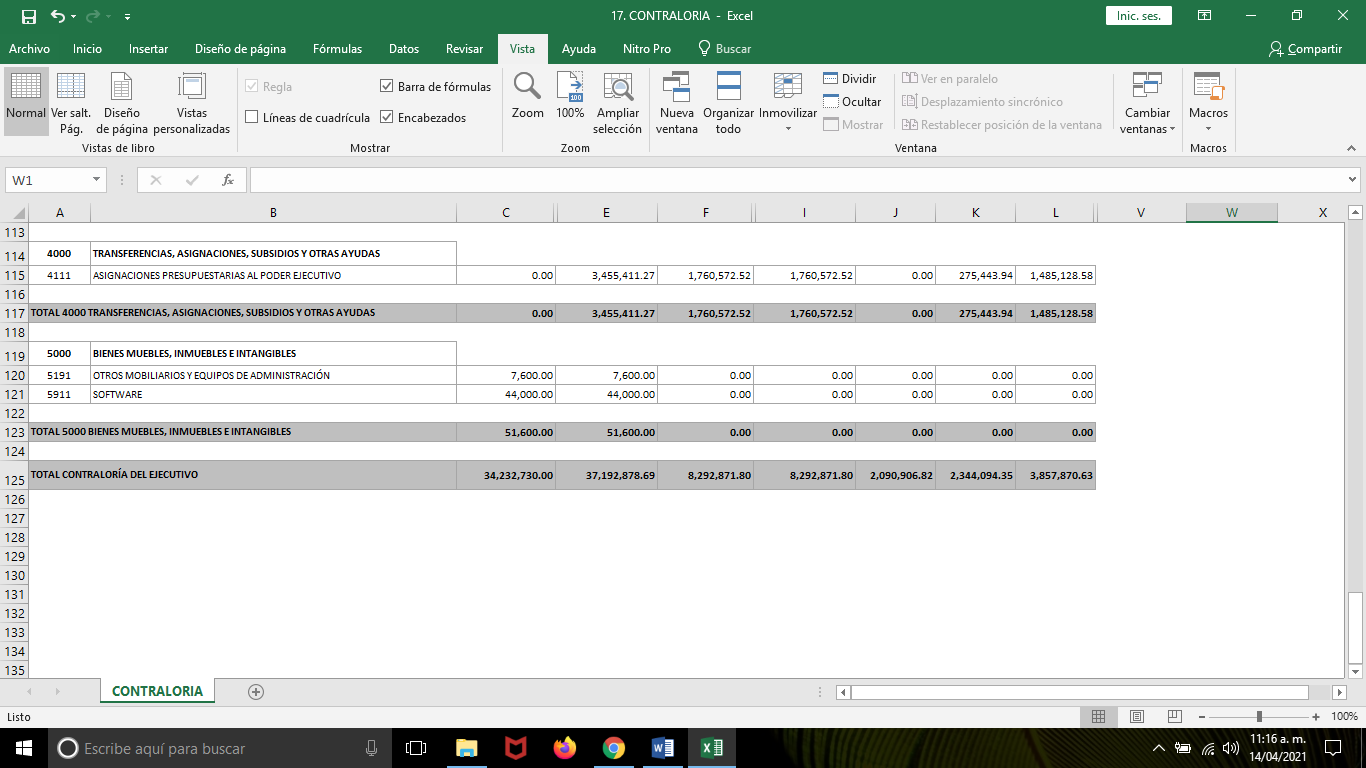 17. CONTRALORIA - Excel
Inic. ses.
Archivo Inicio Insertar Diseño de página Fórmulas Datos Revisar Vista Ayuda Nitro Pro Buscar Compartir
Normal
Ver salt. Pág.
Diseño de página
Vistas personalizadas
Vistas de libro
Regla
Barra de fórmulas
Líneas de cuadrícula
Encabezados
Mostrar
Zoom
100%
100
Ampliar selección
Zoom
Nueva ventana
Organizar todo
Inmovilizar
Dividir
Ocultar
Mostrar
Ver en paralelo
Desplazamiento sincrónico
Restablecer posición de la ventana
Cambiar ventanas
Ventana
Macros
Macros
W1
fx
A B C E F I J K L V W X
113
114 4000 TRANSFERENCIAS, ASIGNACIONES, SUBSIDIOS Y OTRAS AYUDAS
115 4111 ASIGNACIONES PRESUPUESTARIAS AL PODER EJECUTIVO 0.00 3,455,411.27 1,760,572.52 1,760,572.52 0.00 275,443.94 1,485,128.58
116
117 TOTAL 4000 TRANSFERENCIAS, ASIGNACIONES, SUBSIDIOS Y OTRAS AYUDAS 0.00 3,455,411.27 1,760,572.52 1,760,572.52 0.00 275,443.94 1,485,128.58
118
119 5000 BIENES MUEBLES, INMUEBLES E INTANGIBLES
120 5191 OTROS MOBILIARIOS Y EQUIPOS DE ADMINISTRACIÓN 7,600.00 7,600.00 0.00 0.00 0.00 0.00 0.00
121 5911 SOFTWARE 44,000.00 44,000.00 0.00 0.00 0.00 0.00 0.00
122
123 TOTAL 5000 BIENES MUEBLES, INMUEBLES E INTANGIBLES 51,600.00 51,600.00 0.00 0.00 0.00 0.00 0.00
124
125 TOTAL CONTRALORÍA DEL EJECUTIVO 34,232,730.00 37,192,878.69 8,292,871.80 8,292,871.80 2,090,906.82 2,344,094.35 3,857,870.63
126
127
128
129
130
131
132
133
134
135
CONTRALORIA
Listo
100%
Escribe aquí para buscar
11:16 a. m.
14/04/2021